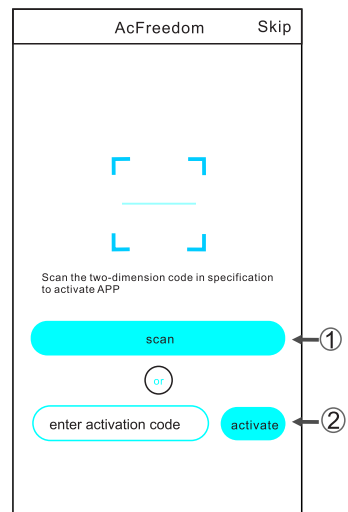 AcFreedom Skip
Scan the two-dimension code in specification
to activate APP
scan ①
or
enter activation code activate ②